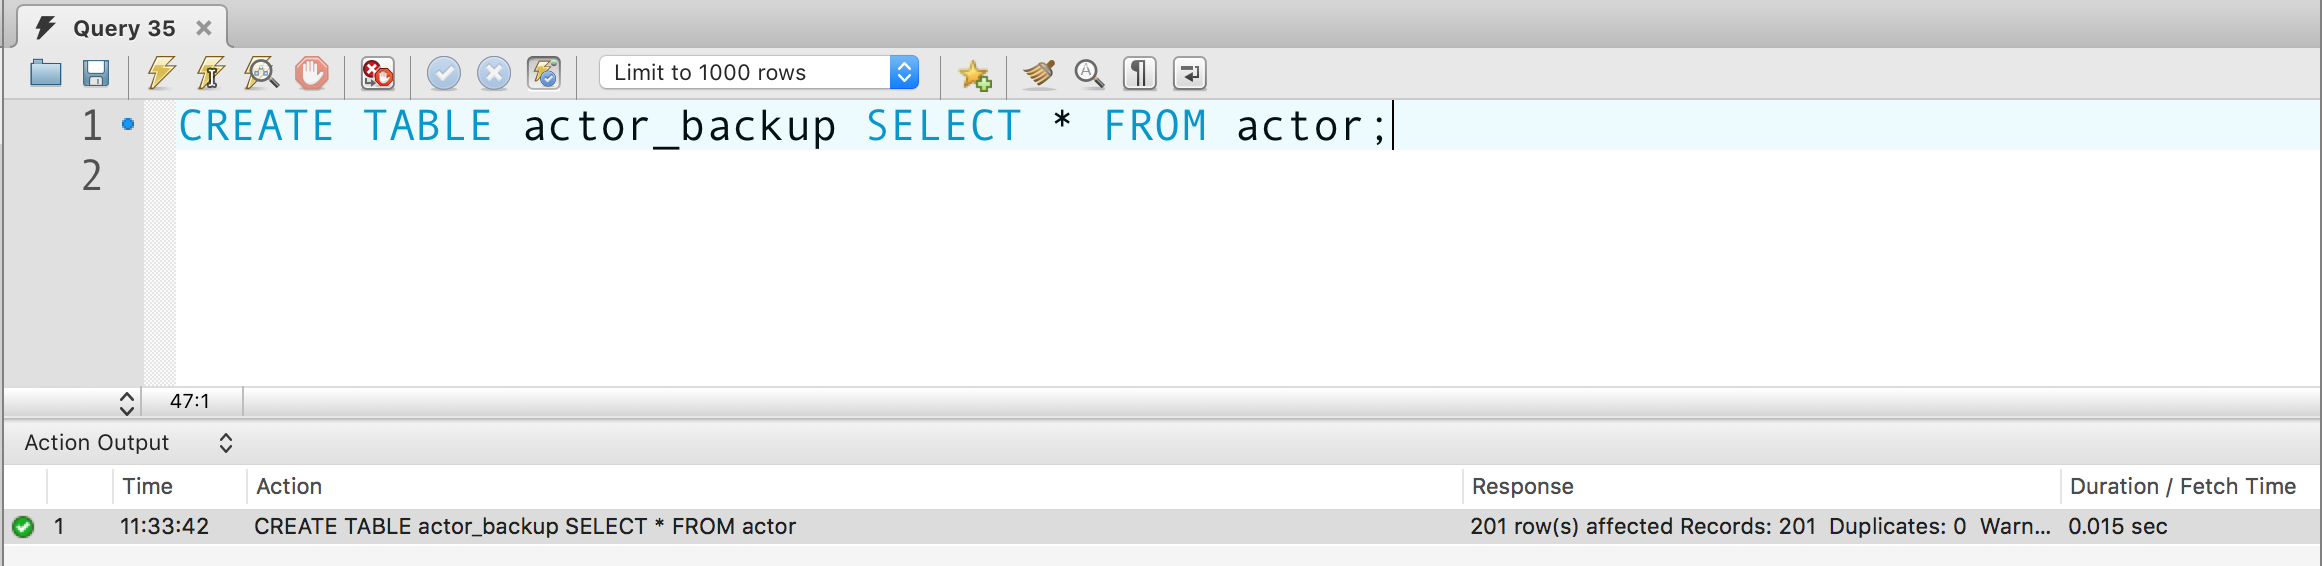 Query 35
Limit to 1000 rows
1 CREATE TABLE actor_backup SELECT * FROM actor;
2
47:1
Action Output
Time Action Response Duration / Fetch Time
1 11:33:42 CREATE TABLE actor_backup SELECT * FROM actor 201 row(s) affected Records: 201 Duplicates: 0 Warn... 0.015 sec